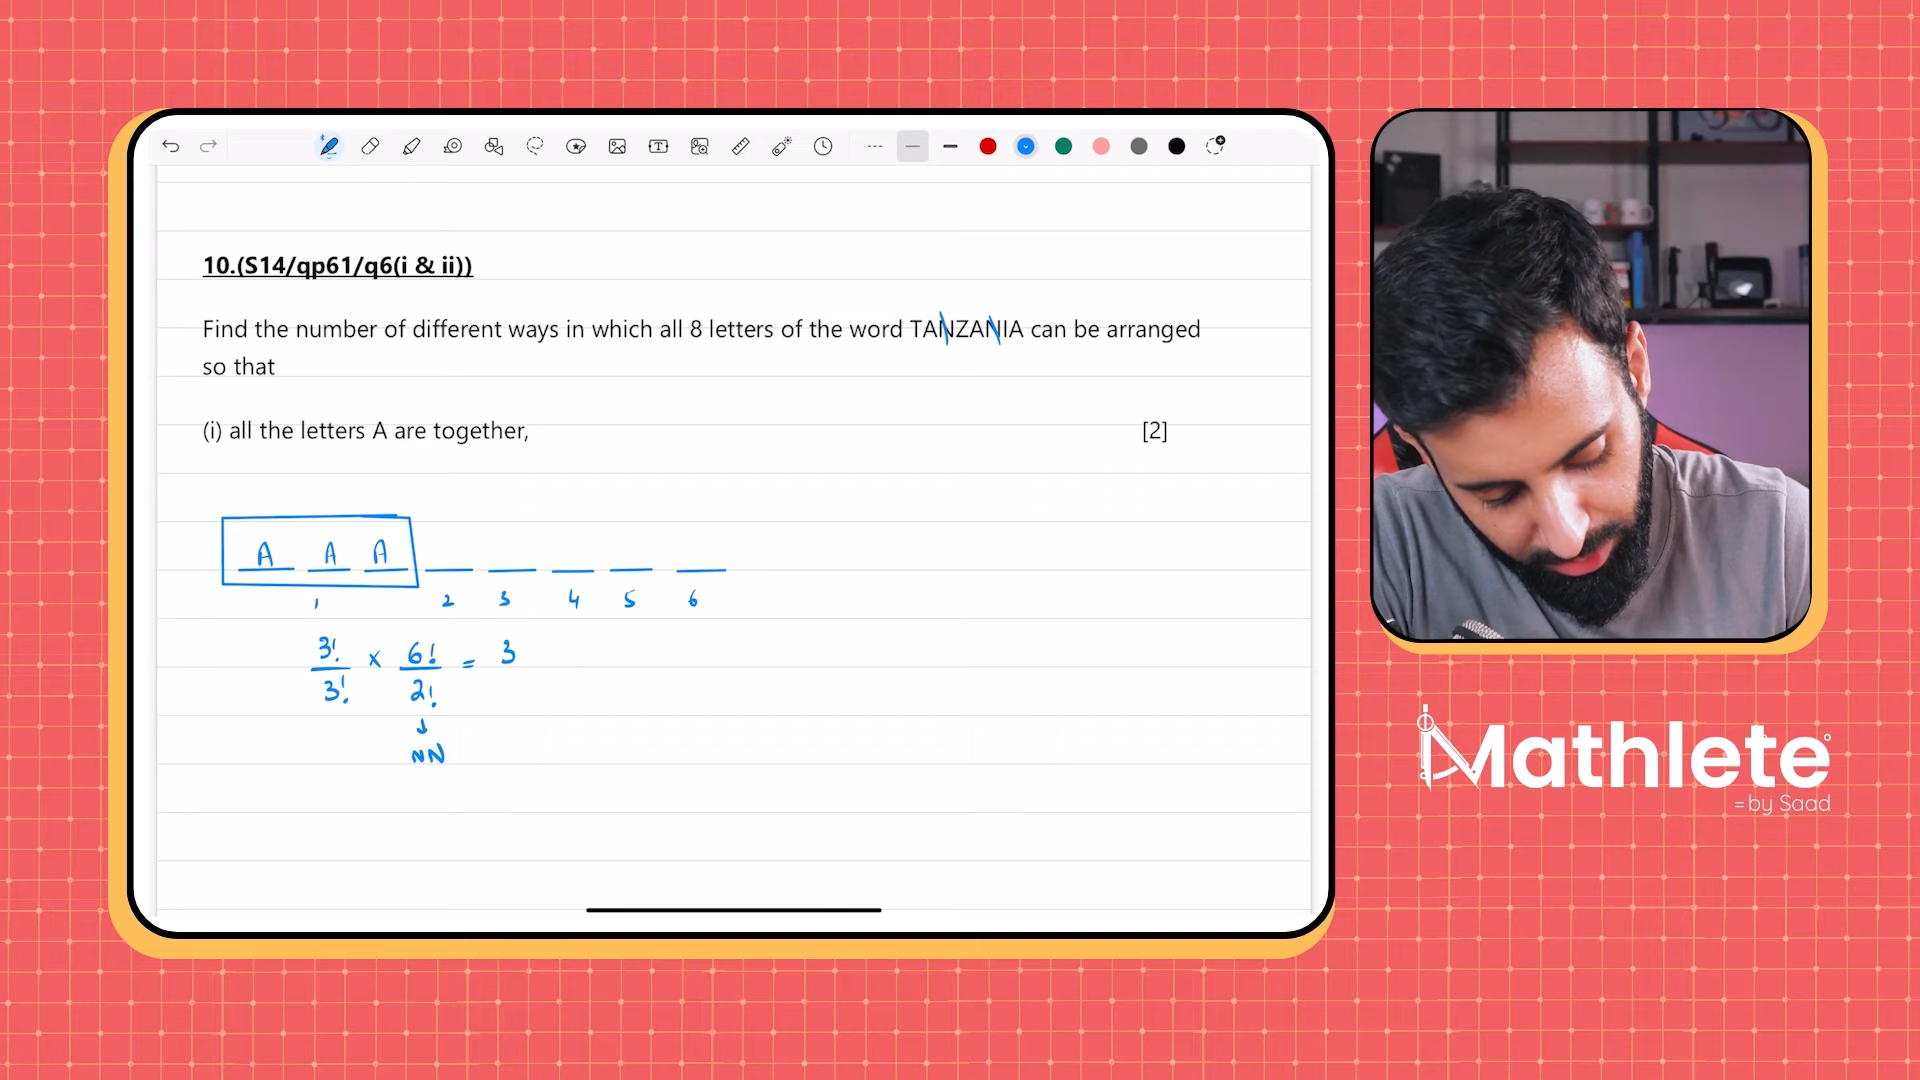 10.(S14/qp61/q6(i & ii))
Find the number of different ways in which all 8 letters of the word TANZANIA can be arranged
so that
(i) all the letters A are together, [2]
A A A
1 2 3 4 5 6
3!/3! × 6!/2! = 3
↓
NN
Mathlete
=by Saad